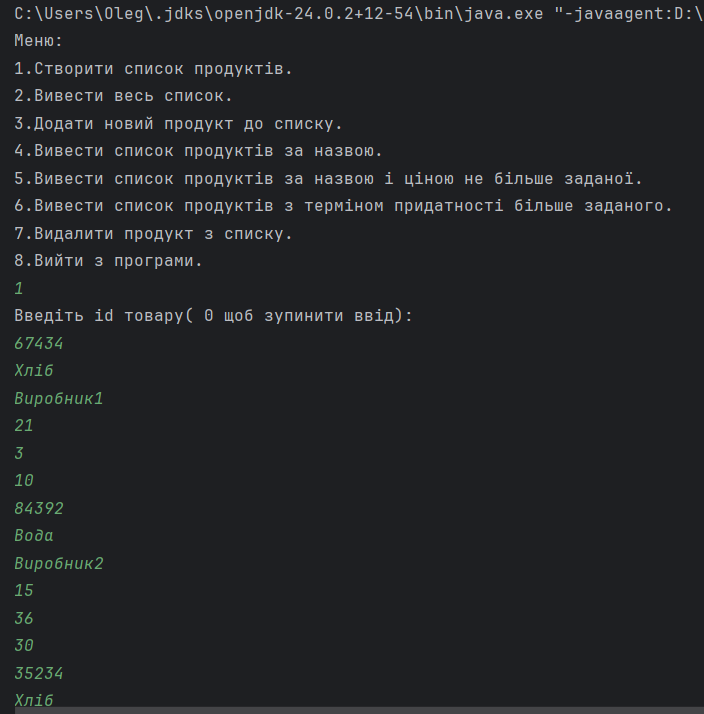 C:\Users\Oleg\.jdks\openjdk-24.0.2+12-54\bin\java.exe "-javaagent:D:\
Меню:
1.Створити список продуктів.
2.Вивести весь список.
3.Додати новий продукт до списку.
4.Вивести список продуктів за назвою.
5.Вивести список продуктів за назвою і ціною не більше заданої.
6.Вивести список продуктів з терміном придатності більше заданого.
7.Видалити продукт з списку.
8.Вийти з програми.
1
Введіть id товару( 0 щоб зупинити ввід):
67434
Хліб
Виробник1
21
3
10
84392
Вода
Виробник2
15
36
30
35234
Хліб